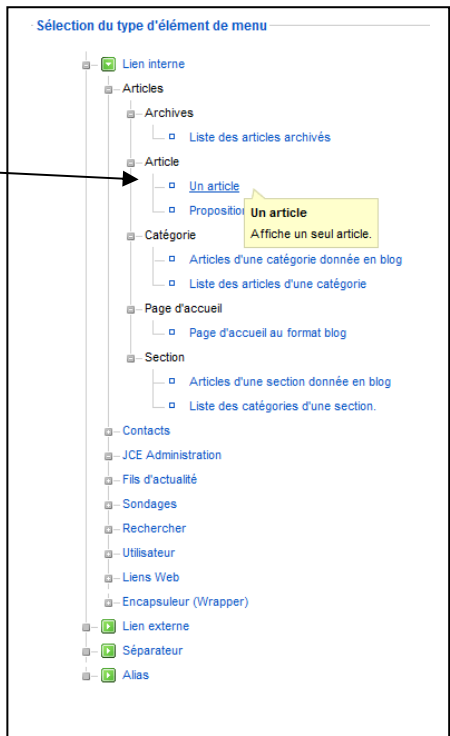 Sélection du type d'élément de menu
Lien interne
Articles
Archives
Liste des articles archivés
Article
Un article
Proposition
Un article
Affiche un seul article.
Catégorie
Articles d'une catégorie donnée en blog
Liste des articles d'une catégorie
Page d'accueil
Page d'accueil au format blog
Section
Articles d'une section donnée en blog
Liste des catégories d'une section.
Contacts
JCE Administration
Fils d'actualité
Sondages
Rechercher
Utilisateur
Liens Web
Encapsuleur (Wrapper)
Lien externe
Séparateur
Alias